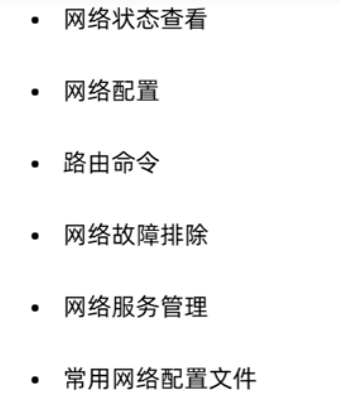 • 网络状态查看
• 网络配置
• 路由命令
• 网络故障排除
• 网络服务管理
• 常用网络配置文件